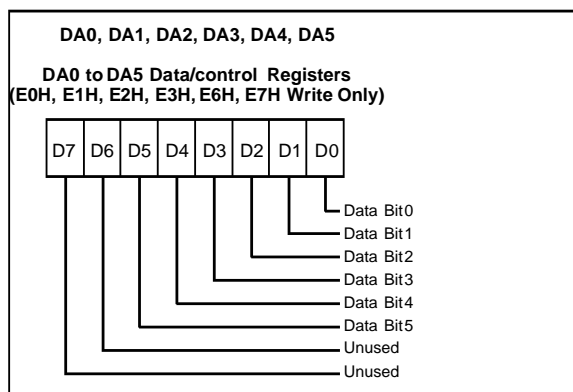 DA0, DA1, DA2, DA3, DA4, DA5
DA0 to DA5 Data/control Registers
(E0H, E1H, E2H, E3H, E6H, E7H Write Only)
D7 D6 D5 D4 D3 D2 D1 D0
Data Bit0
Data Bit1
Data Bit2
Data Bit3
Data Bit4
Data Bit5
Unused
Unused